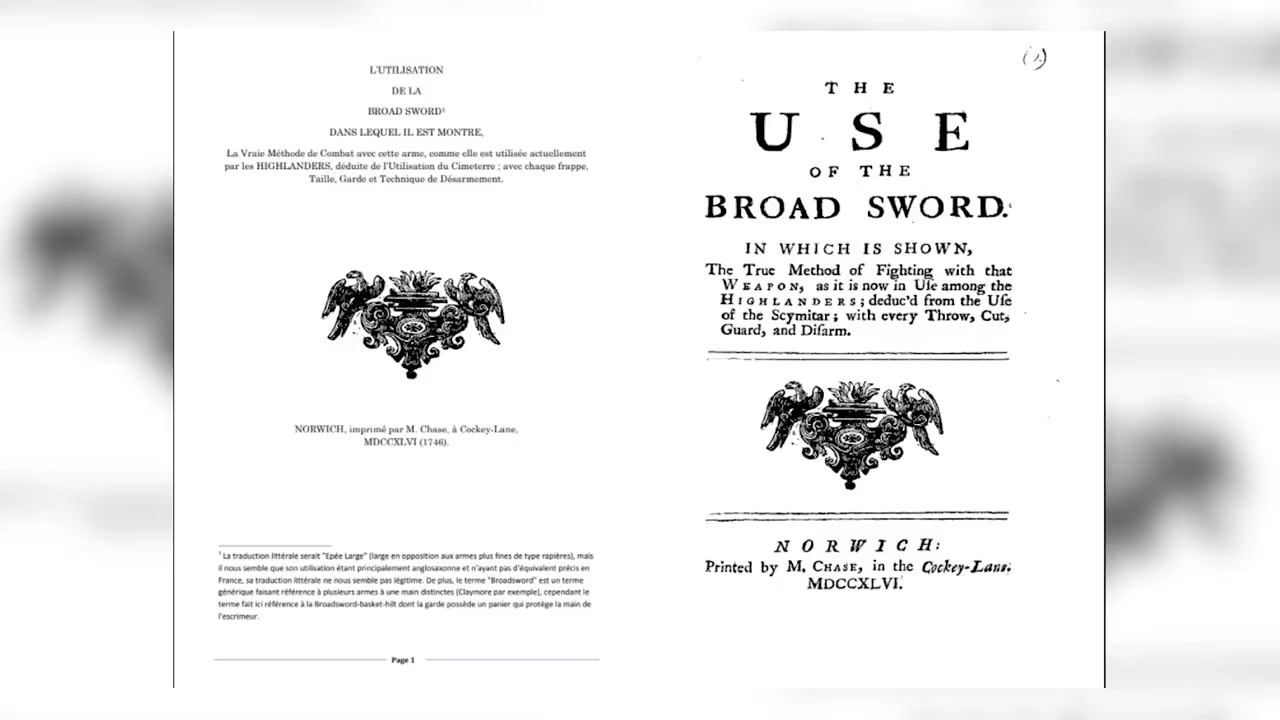 L'UTILISATION
DE LA
BROAD SWORD¹
DANS LEQUEL IL EST MONTRE,
La Vraie Méthode de Combat avec cette arme, comme elle est utilisée actuellement
par les HIGHLANDERS, déduite de l'Utilisation du Cimeterre ; avec chaque frappe,
Taille, Garde et Technique de Désarmement.
NORWICH, imprimé par M. Chase, à Cockey-Lane,
MDCCXLVI (1746).
¹ La traduction littérale serait "Epée Large" (large en opposition aux armes plus fines de type rapières), mais
il nous semble que son utilisation étant principalement anglosaxonne et n'ayant pas d'équivalent précis en
France, sa traduction littérale ne nous semble pas légitime. De plus, le terme "Broadsword" est un terme
générique faisant référence à plusieurs armes à une main distinctes (Claymore par exemple), cependant le
terme fait ici référence à la Broadsword-basket-hilt dont la garde possède un panier qui protège la main de
l'escrimeur.
Page 1
THE
USE
OF THE
BROAD SWORD.
IN WHICH IS SHOWN,
The True Method of Fighting with that
WEAPON, as it is now in Uſe among the
HIGHLANDERS; deduc'd from the Uſe
of the Scymitar; with every Throw, Cut,
Guard, and Diſarm.
NORWICH:
Printed by M. CHASE, in the Cockey-Lane.
MDCCXLVI.